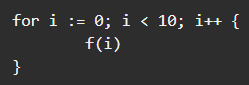 for i := 0; i < 10; i++ {
        f(i)
}